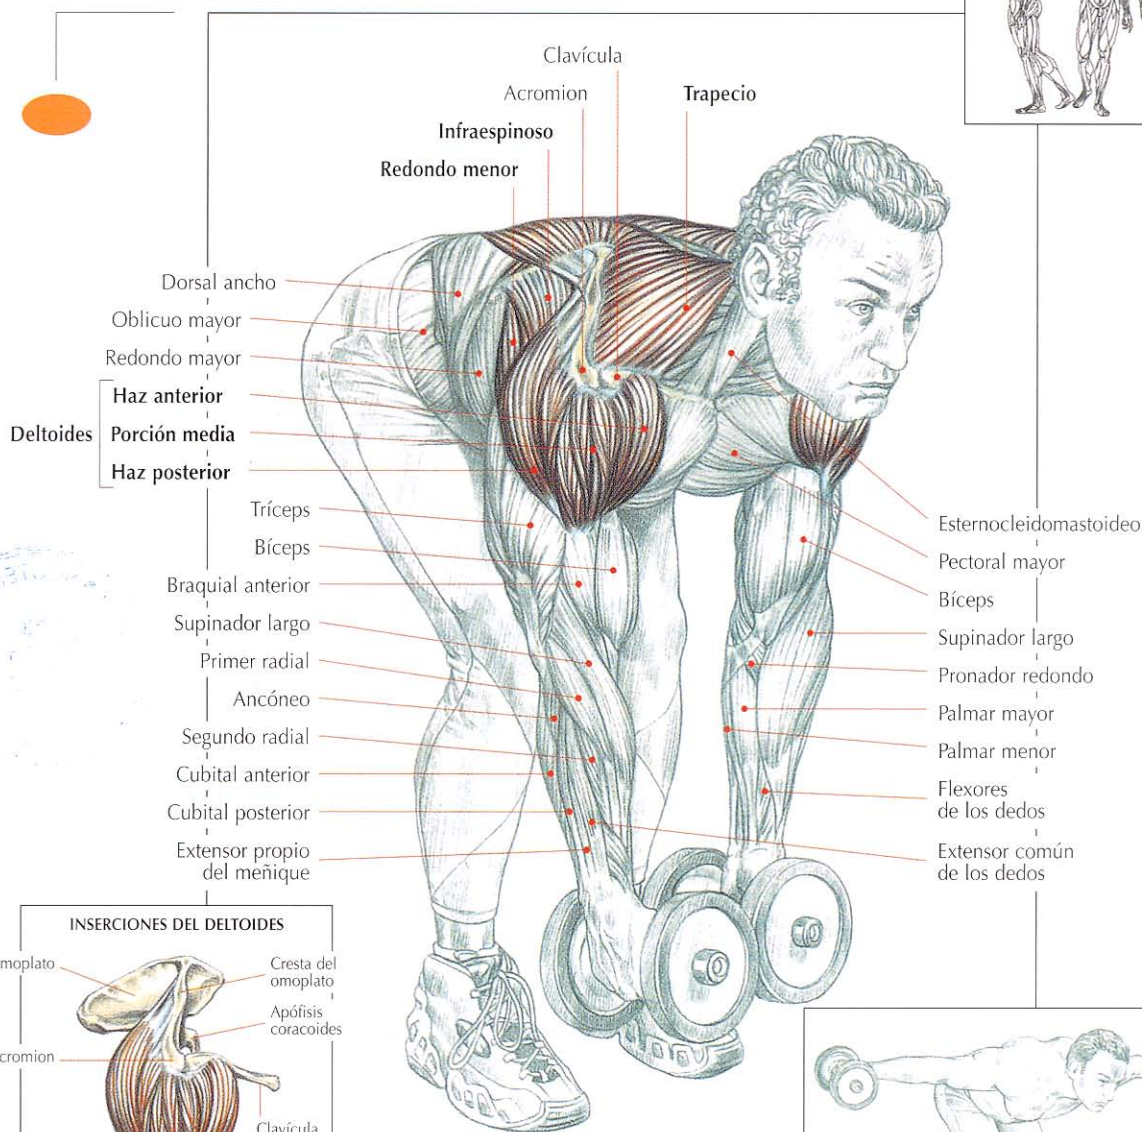 Clavícula
Acromion
Trapecio
Infraespinoso
Redondo menor
Dorsal ancho
Oblicuo mayor
Redondo mayor
Deltoides
Haz anterior
Porción media
Haz posterior
Tríceps
Bíceps
Braquial anterior
Supinador largo
Primer radial
Ancóneo
Segundo radial
Cubital anterior
Cubital posterior
Extensor propio
del meñique
Esternocleidomastoideo
Pectoral mayor
Bíceps
Supinador largo
Pronador redondo
Palmar mayor
Palmar menor
Flexores
de los dedos
Extensor común
de los dedos
INSERCIONES DEL DELTOIDES
moplato
Cresta del
omoplato
Apófisis
coracoides
cromion
Clavícula